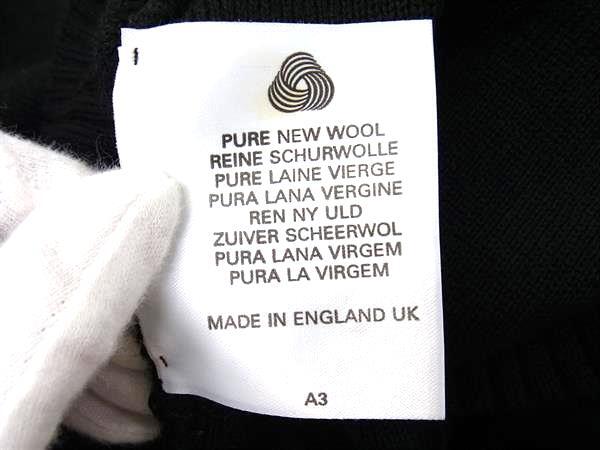 PURE NEW WOOL
REINE SCHURWOLLE
PURE LAINE VIERGE
PURA LANA VERGINE
REN NY ULD
ZUIVER SCHEERWOL
PURA LANA VIRGEM
PURA LA VIRGEM
MADE IN ENGLAND UK
A3